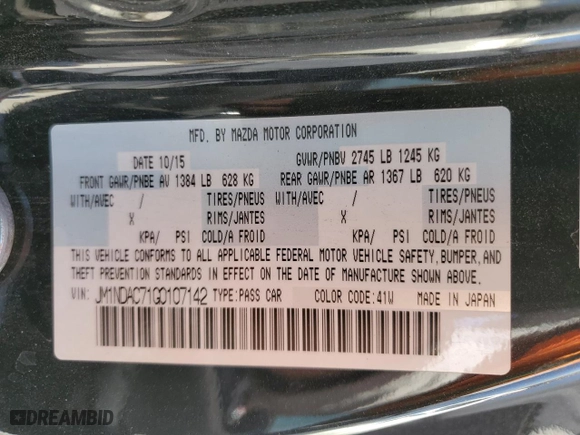 MFD. BY MAZDA MOTOR CORPORATION
DATE 10/15 GVWR/PNBV 2745 LB 1245 KG
FRONT GAWR/PNBE AV 1384 LB 628 KG REAR GAWR/PNBE AR 1367 LB 620 KG
WITH/AVEC / TIRES/PNEUS WITH/AVEC / TIRES/PNEUS
X RIMS/JANTES X RIMS/JANTES
KPA/ PSI COLD/A FROID KPA/ PSI COLD/A FROID
THIS VEHICLE CONFORMS TO ALL APPLICABLE FEDERAL MOTOR VEHICLE SAFETY, BUMPER, AND
THEFT PREVENTION STANDARDS IN EFFECT ON THE DATE OF MANUFACTURE SHOWN ABOVE.
VIN: JM1NDAC71G0107142 TYPE:PASS CAR COLOR CODE:41W MADE IN JAPAN
DREAMBID